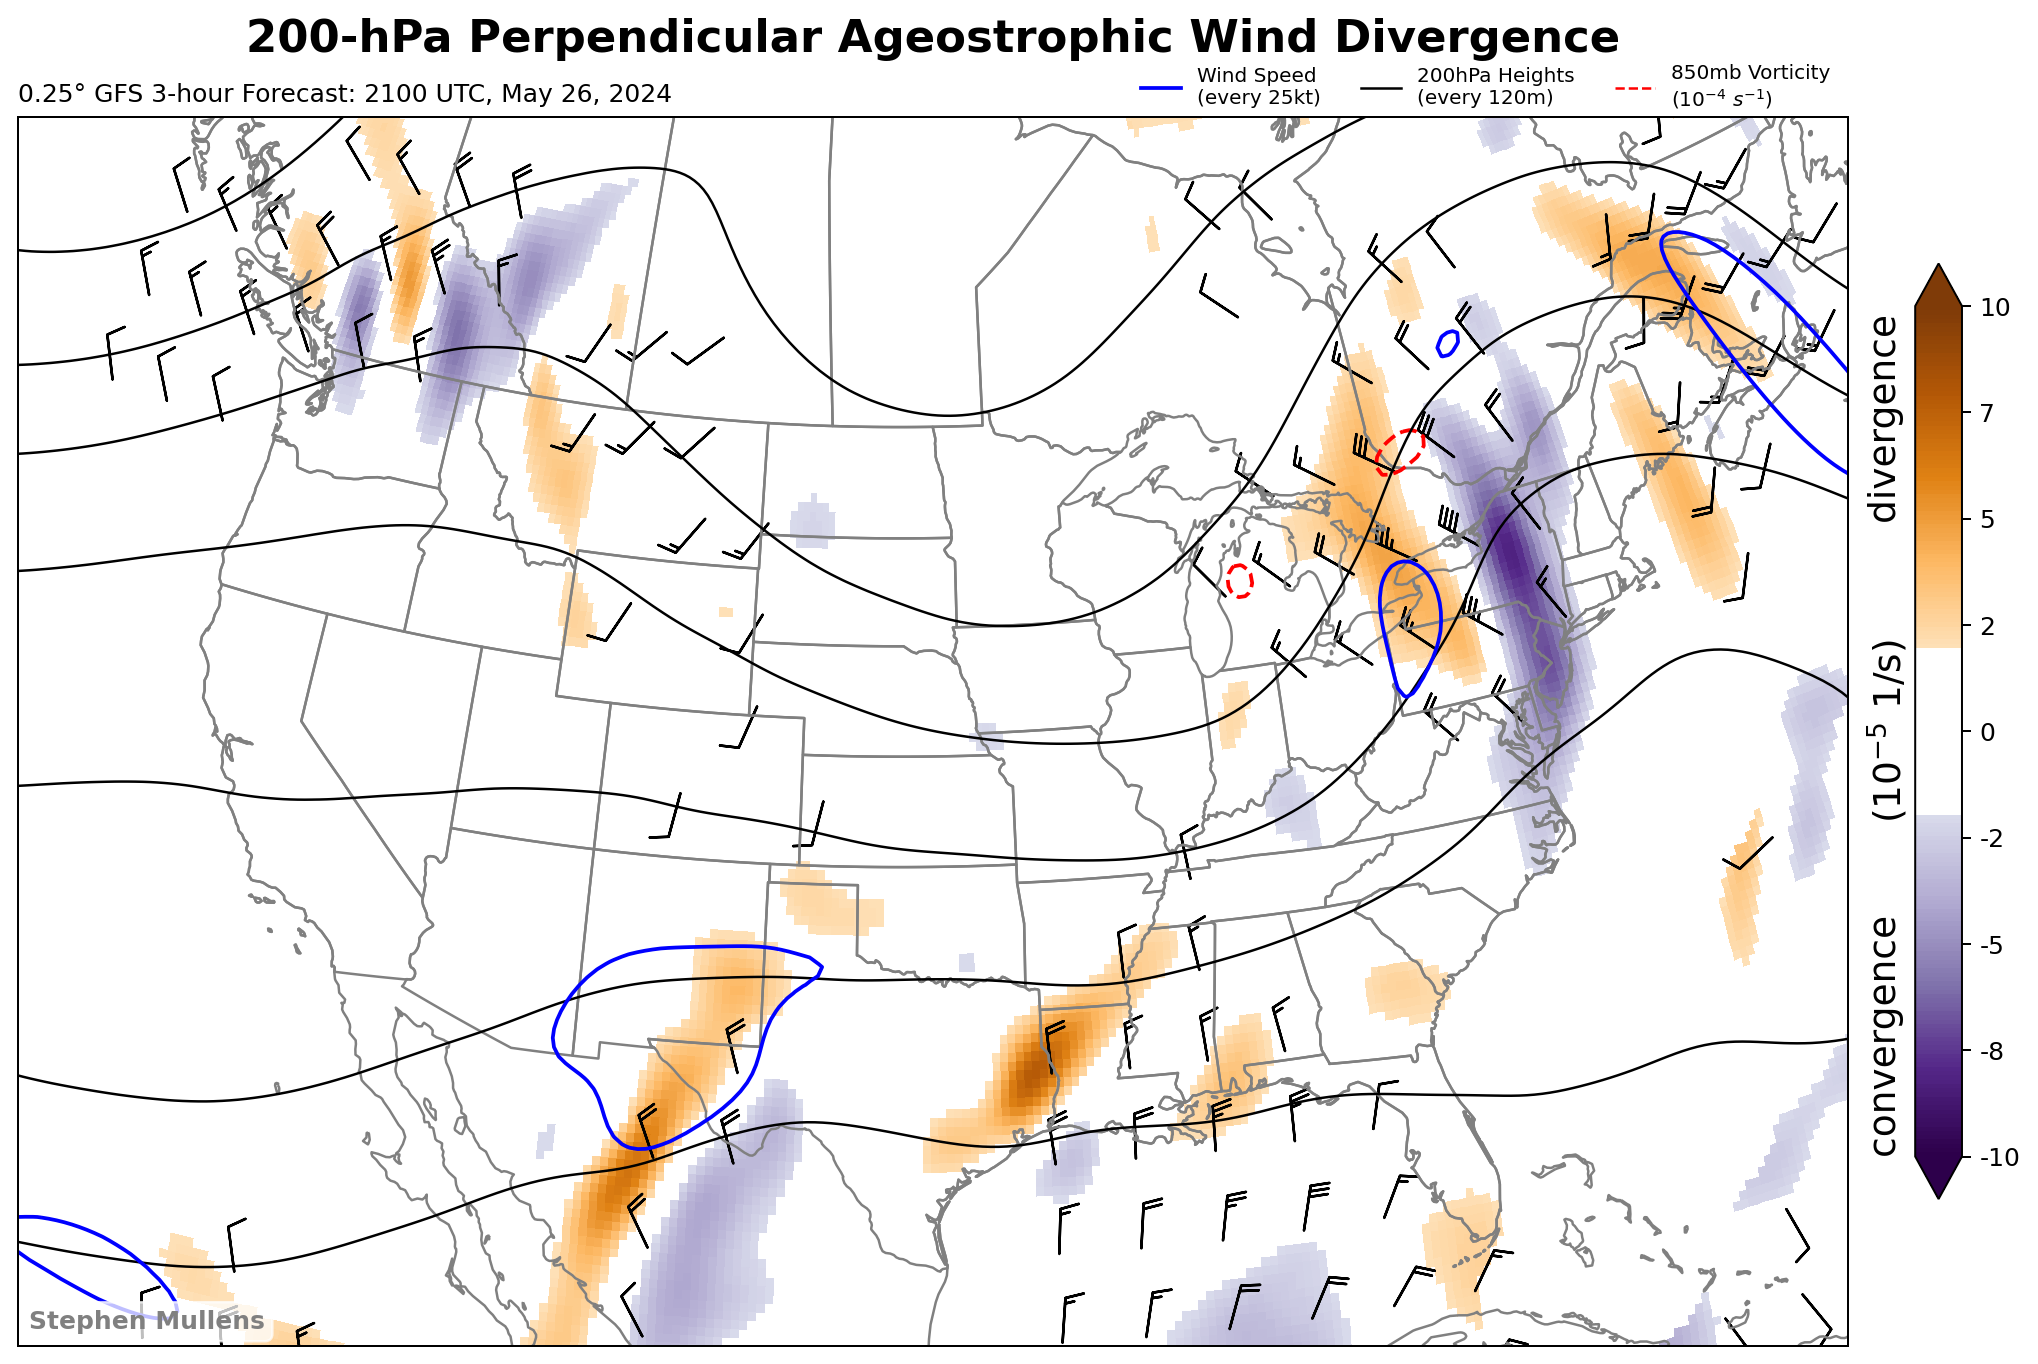 200-hPa Perpendicular Ageostrophic Wind Divergence
0.25° GFS 3-hour Forecast: 2100 UTC, May 26, 2024
Wind Speed
(every 25kt)
200hPa Heights
(every 120m)
850mb Vorticity
(10⁻⁴ s⁻¹)
convergence (10⁻⁵ 1/s) divergence
10
7
5
2
0
-2
-5
-8
-10
Stephen Mullens